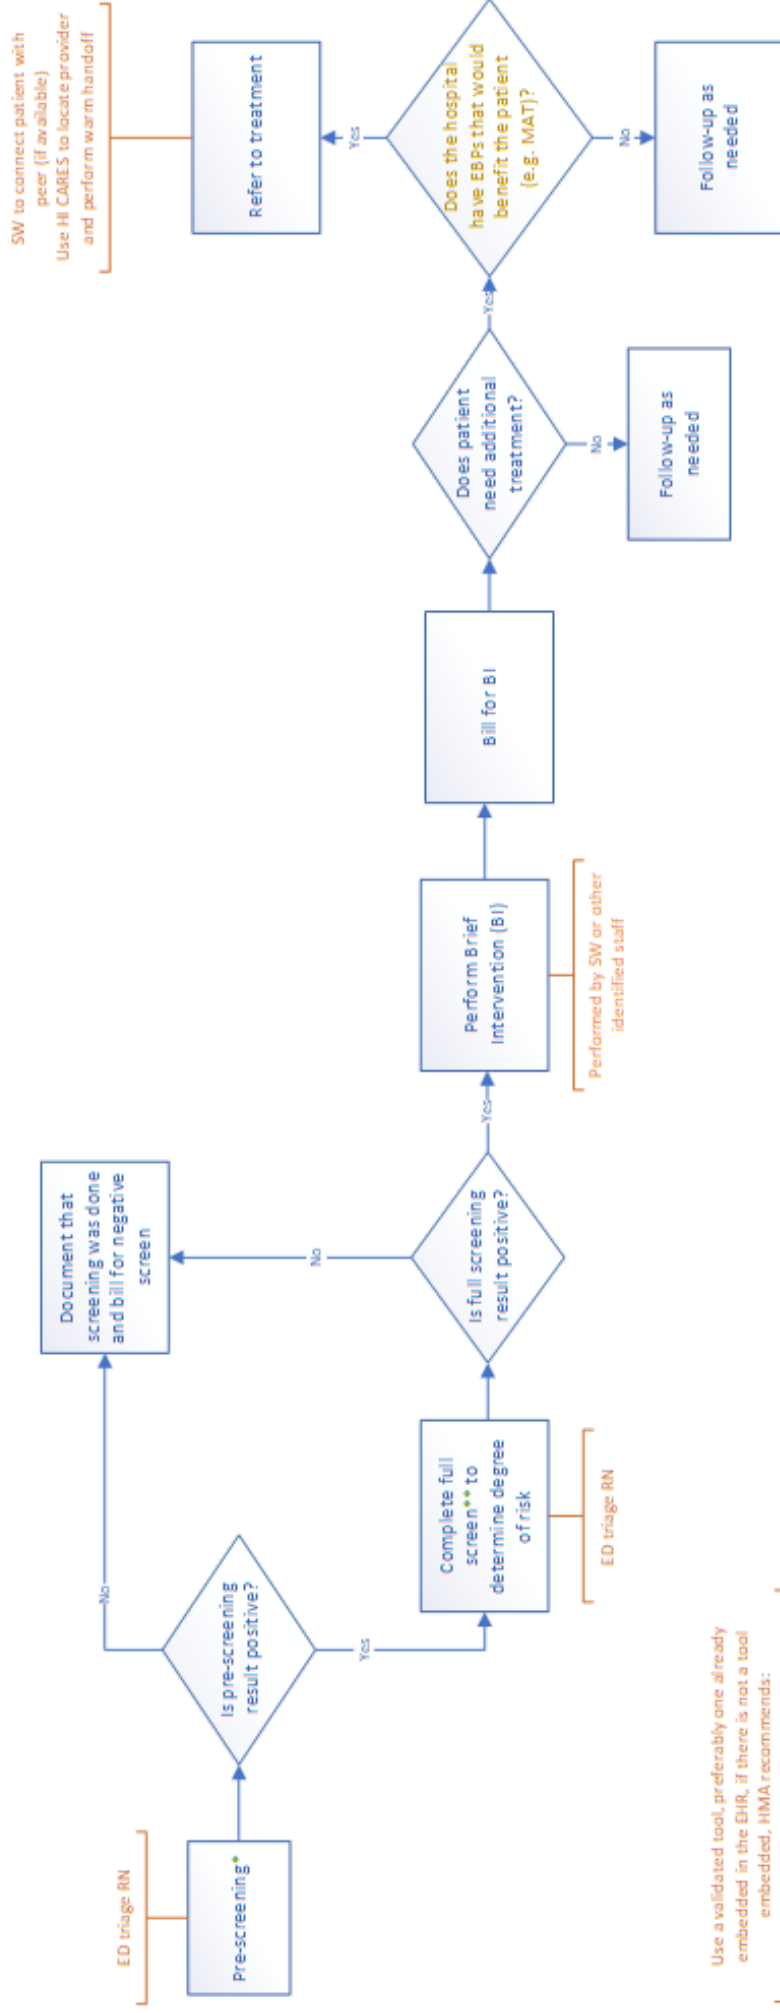 ED triage RN
Pre-screening*
Is pre-screening
result positive?
No
Yes
Document that
screening was done
and bill for negative
screen
Complete full
screen** to
determine degree
of risk
ED triage RN
Is full screening
result positive?
No
Yes
Perform Brief
Intervention (BI)
Performed by SW or other
identified staff
Bill for BI
Does patient
need additional
treatment?
No
Follow-up as
needed
Yes
Does the hospital
have EBPs that would
benefit the patient
(e.g. MAT)?
Yes
Refer to treatment
SW to connect patient with
peer (if available)
Use HI CARES to locate provider
and perform warm handoff
No
Follow-up as
needed
Use a validated tool, preferably one already
embedded in the EHR, if there is not a tool
embedded, HMA recommends: